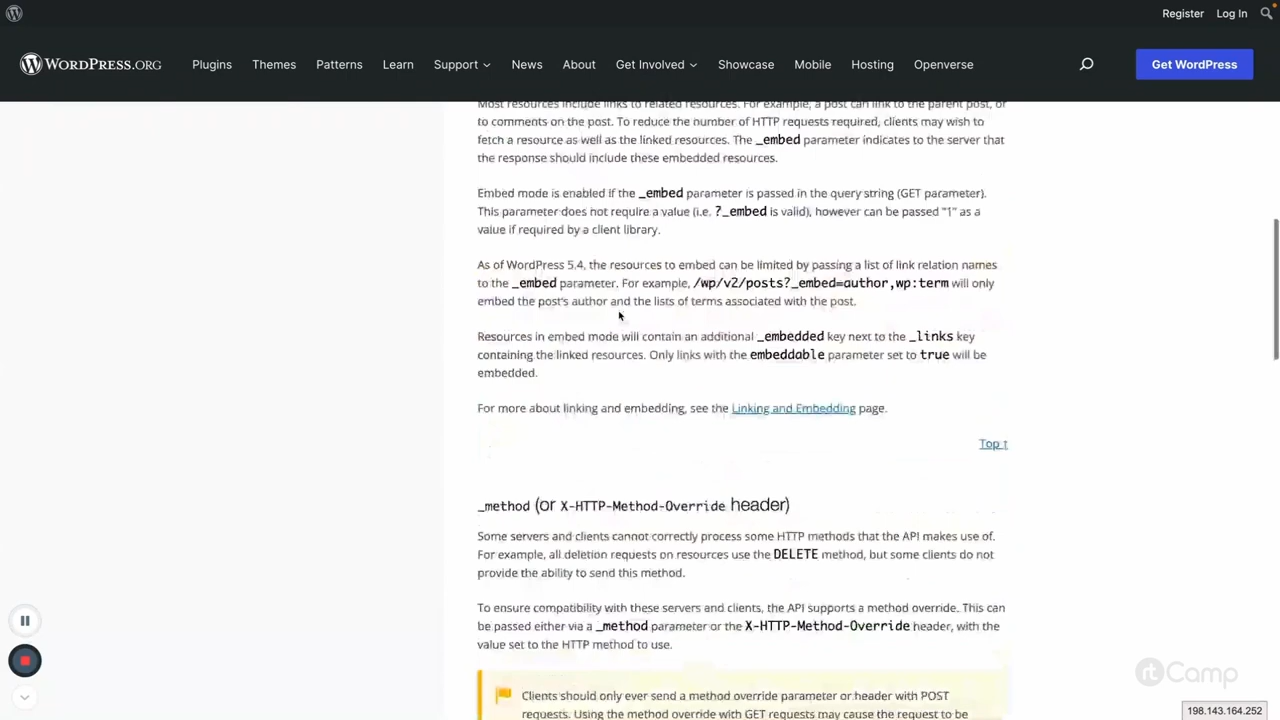 Register Log In
WORDPRESS.ORG Plugins Themes Patterns Learn Support News About Get Involved Showcase Mobile Hosting Openverse Get WordPress
Most resources include links to related resources. For example, a post can link to the parent post, or
to comments on the post. To reduce the number of HTTP requests required, clients may wish to
fetch a resource as well as the linked resources. The _embed parameter indicates to the server that
the response should include these embedded resources.
Embed mode is enabled if the _embed parameter is passed in the query string (GET parameter).
This parameter does not require a value (i.e. ?_embed is valid), however can be passed "1" as a
value if required by a client library.
As of WordPress 5.4, the resources to embed can be limited by passing a list of link relation names
to the _embed parameter. For example, /wp/v2/posts?_embed=author,wp:term will only
embed the post's author and the lists of terms associated with the post.
Resources in embed mode will contain an additional _embedded key next to the _links key
containing the linked resources. Only links with the embeddable parameter set to true will be
embedded.
For more about linking and embedding, see the Linking and Embedding page.
Top ↑
_method (or X-HTTP-Method-Override header)
Some servers and clients cannot correctly process some HTTP methods that the API makes use of.
For example, all deletion requests on resources use the DELETE method, but some clients do not
provide the ability to send this method.
To ensure compatibility with these servers and clients, the API supports a method override. This can
be passed either via a _method parameter or the X-HTTP-Method-Override header, with the
value set to the HTTP method to use.
Clients should only ever send a method override parameter or header with POST
requests. Using the method override with GET requests may cause the request to be
rtCamp
198.143.164.252